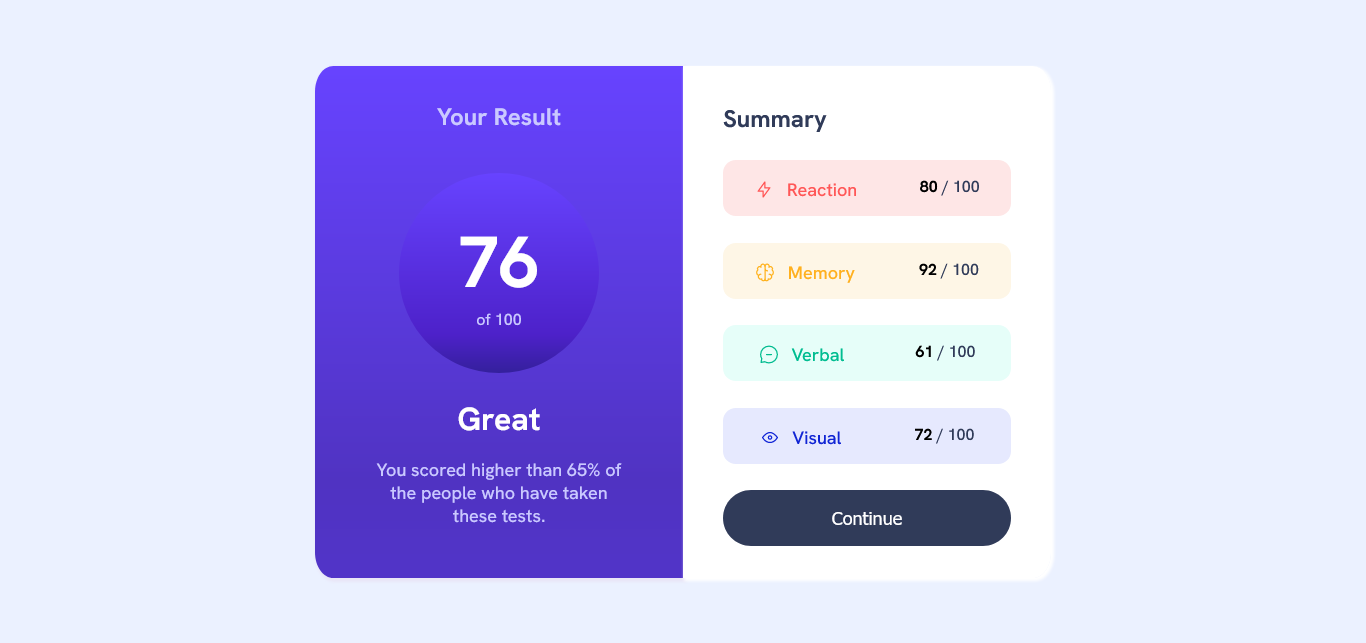 Your Result
76
of 100
Great
You scored higher than 65% of
the people who have taken
these tests.
Summary
Reaction 80 / 100
Memory 92 / 100
Verbal 61 / 100
Visual 72 / 100
Continue